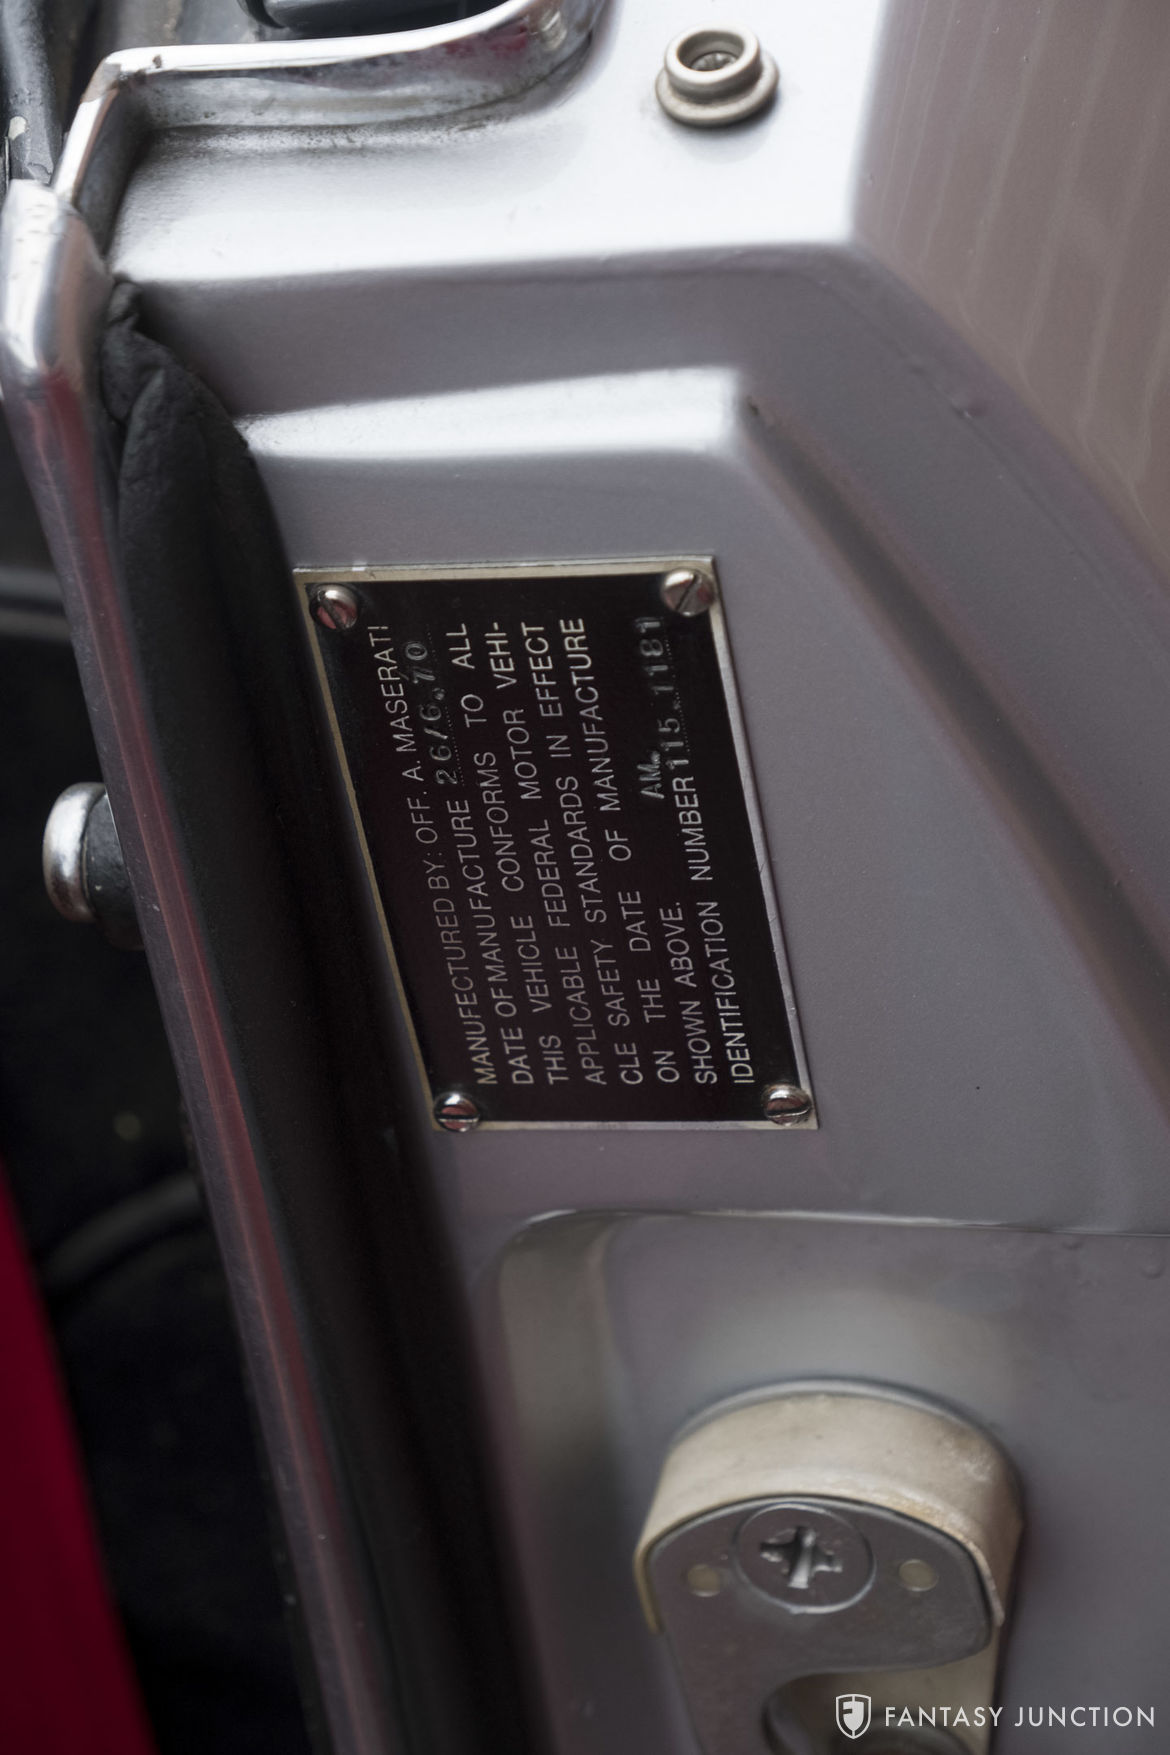 MANUFECTURED BY: OFF. A. MASERATI
DATE OF MANUFACTURE 26/6.70
THIS VEHICLE CONFORMS TO ALL
APPLICABLE FEDERAL MOTOR VEHI-
CLE SAFETY STANDARDS IN EFFECT
ON THE DATE OF MANUFACTURE
SHOWN ABOVE.
AM.
IDENTIFICATION NUMBER 115.1181
FANTASY JUNCTION